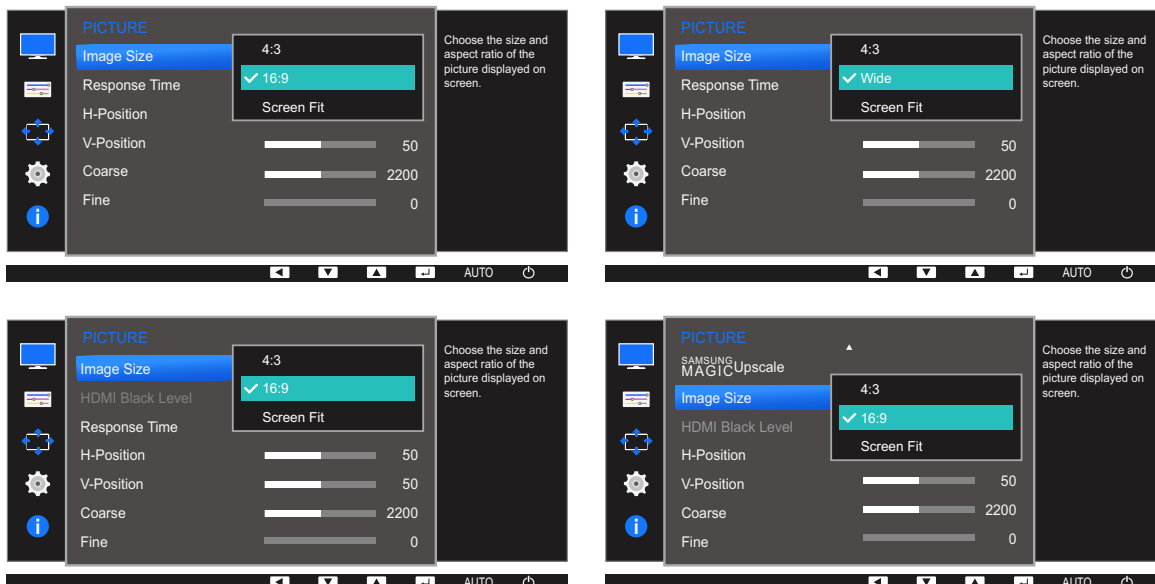 PICTURE
Image Size
4:3
Response Time
16:9
H-Position
Screen Fit
V-Position 50
Coarse 2200
Fine 0
Choose the size and
aspect ratio of the
picture displayed on
screen.
AUTO
PICTURE
Image Size
4:3
Response Time
Wide
H-Position
Screen Fit
V-Position 50
Coarse 2200
Fine 0
Choose the size and
aspect ratio of the
picture displayed on
screen.
AUTO
PICTURE
Image Size
4:3
HDMI Black Level
16:9
Response Time
Screen Fit
H-Position 50
V-Position 50
Coarse 2200
Fine 0
Choose the size and
aspect ratio of the
picture displayed on
screen.
AUTO
PICTURE
SAMSUNG
MAGICUpscale
Image Size
4:3
HDMI Black Level
16:9
H-Position
Screen Fit
V-Position 50
Coarse 2200
Fine 0
Choose the size and
aspect ratio of the
picture displayed on
screen.
AUTO